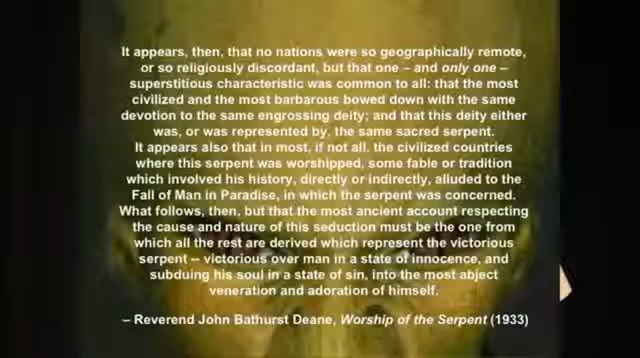 It appears, then, that no nations were so geographically remote,
or so religiously discordant, but that one – and only one –
superstitious characteristic was common to all: that the most
civilized and the most barbarous bowed down with the same
devotion to the same engrossing deity; and that this deity either
was, or was represented by, the same sacred serpent.
It appears also that in most, if not all, the civilized countries
where this serpent was worshipped, some fable or tradition
which involved his history, directly or indirectly, alluded to the
Fall of Man in Paradise, in which the serpent was concerned.
What follows, then, but that the most ancient account respecting
the cause and nature of this seduction must be the one from
which all the rest are derived which represent the victorious
serpent -- victorious over man in a state of innocence, and
subduing his soul in a state of sin, into the most abject
veneration and adoration of himself.
– Reverend John Bathurst Deane, Worship of the Serpent (1933)